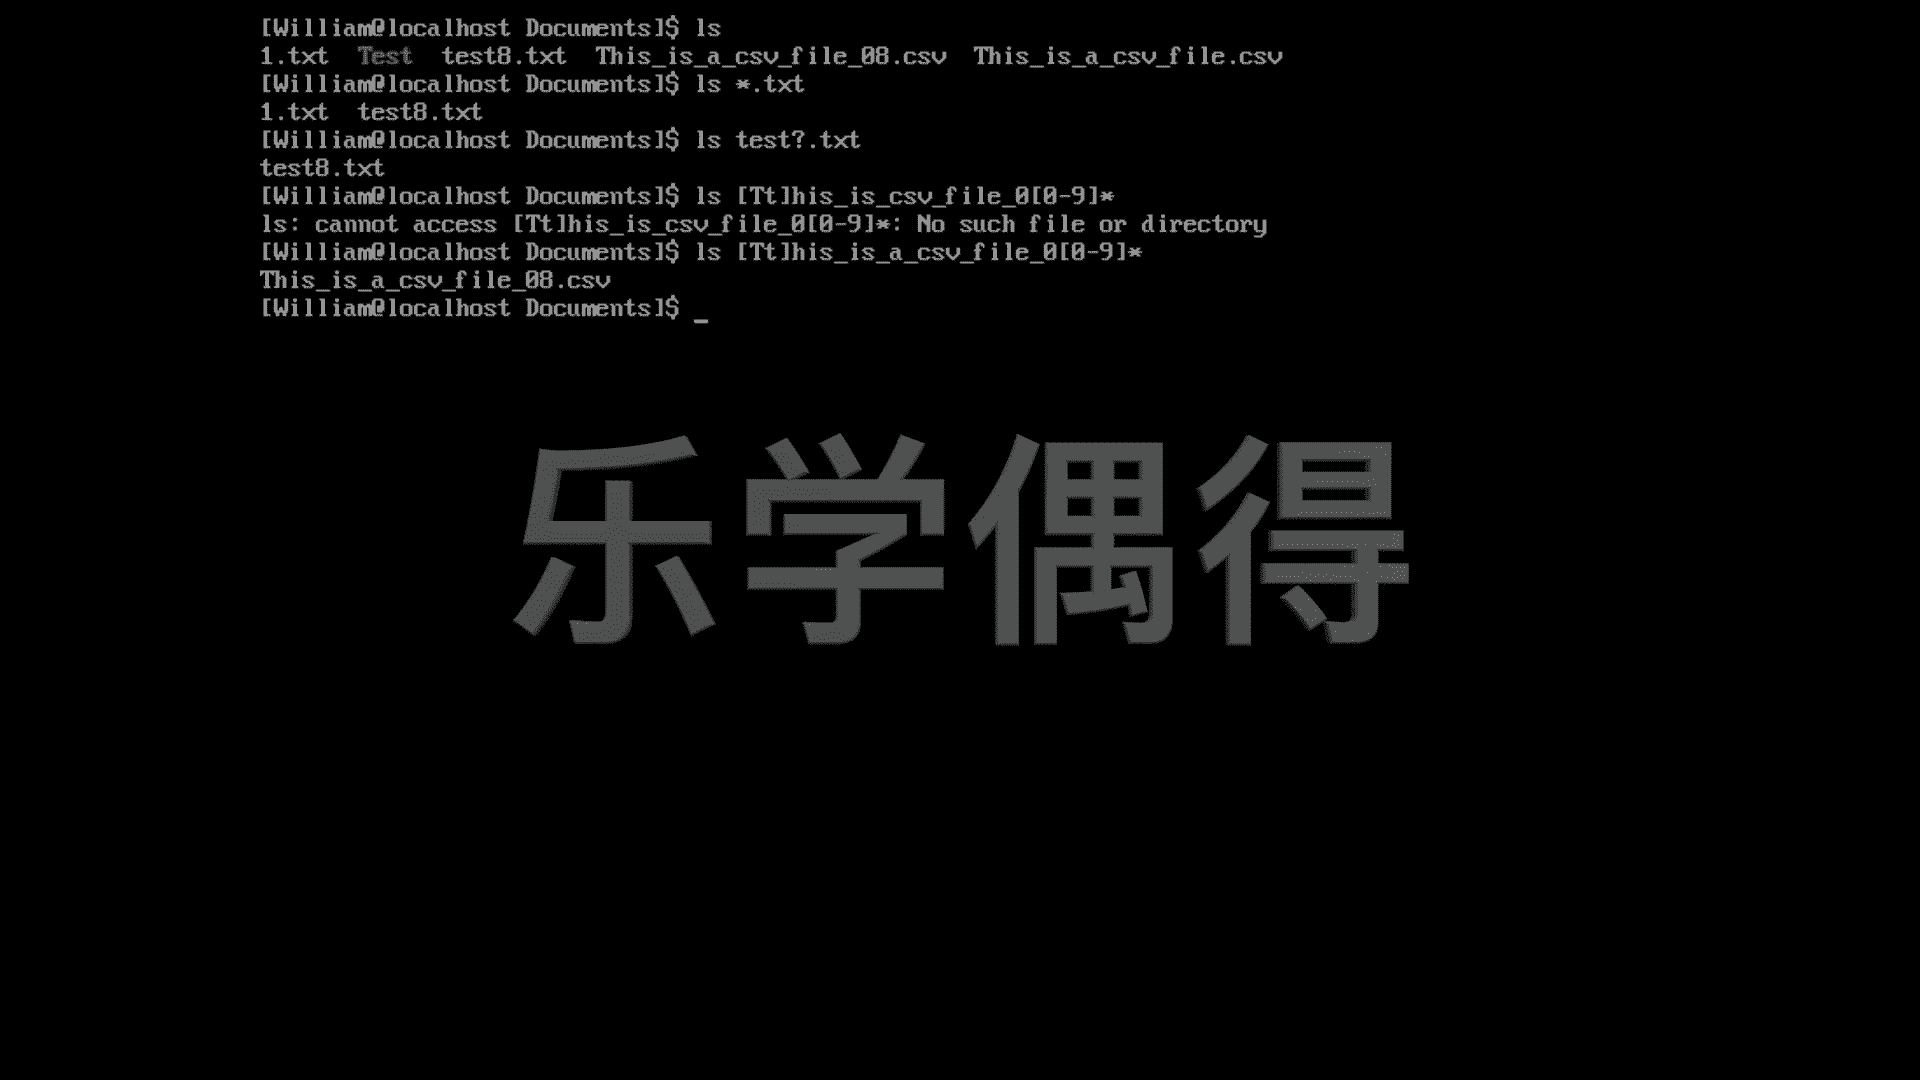 [William@localhost Documents]$ ls
1.txt  Test  test8.txt  This_is_a_csv_file_08.csv  This_is_a_csv_file.csv
[William@localhost Documents]$ ls *.txt
1.txt  test8.txt
[William@localhost Documents]$ ls test?.txt
test8.txt
[William@localhost Documents]$ ls [Tt]his_is_csv_file_0[0-9]*
ls: cannot access [Tt]his_is_csv_file_0[0-9]*: No such file or directory
[William@localhost Documents]$ ls [Tt]his_is_a_csv_file_0[0-9]*
This_is_a_csv_file_08.csv
[William@localhost Documents]$ _
乐学偶得